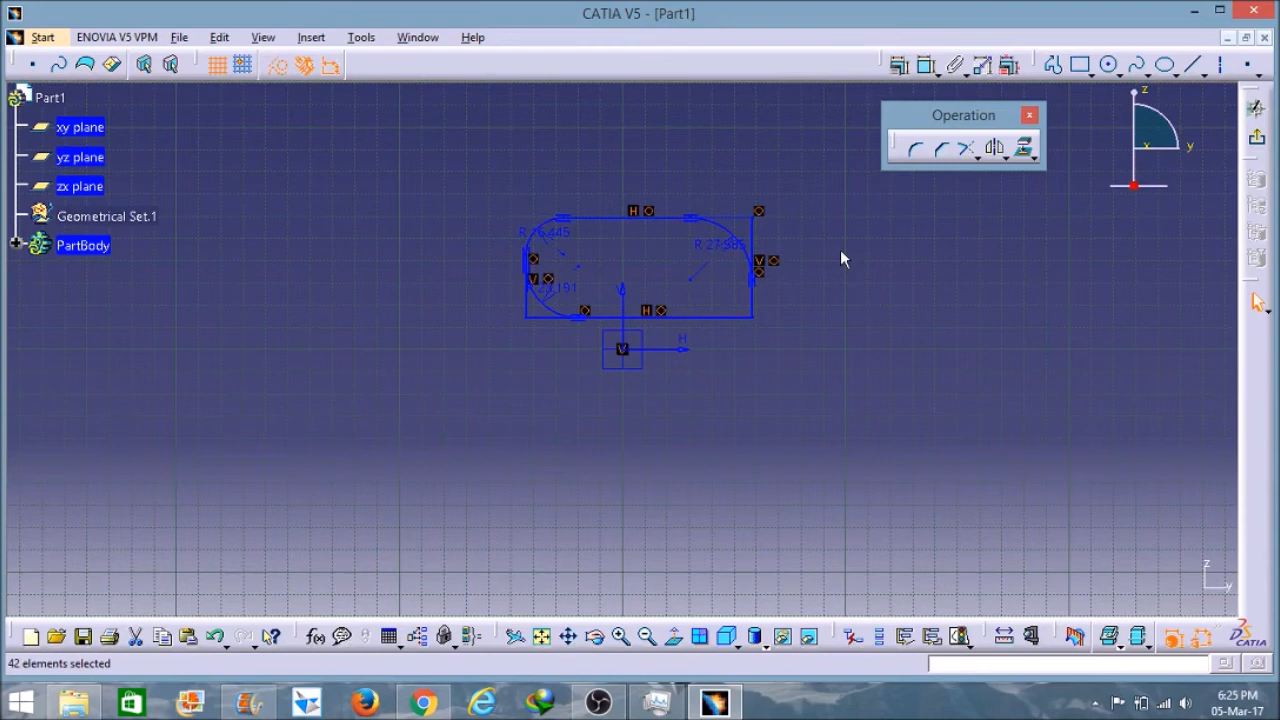 CATIA V5 - [Part1]
Start ENOVIA V5 VPM File Edit View Insert Tools Window Help
Part1
xy plane
yz plane
zx plane
Geometrical Set.1
PartBody
Operation
z
x
y
H
V
V
H
V
H
V
z
y
f(x)
CATIA
42 elements selected
6:25 PM
05-Mar-17